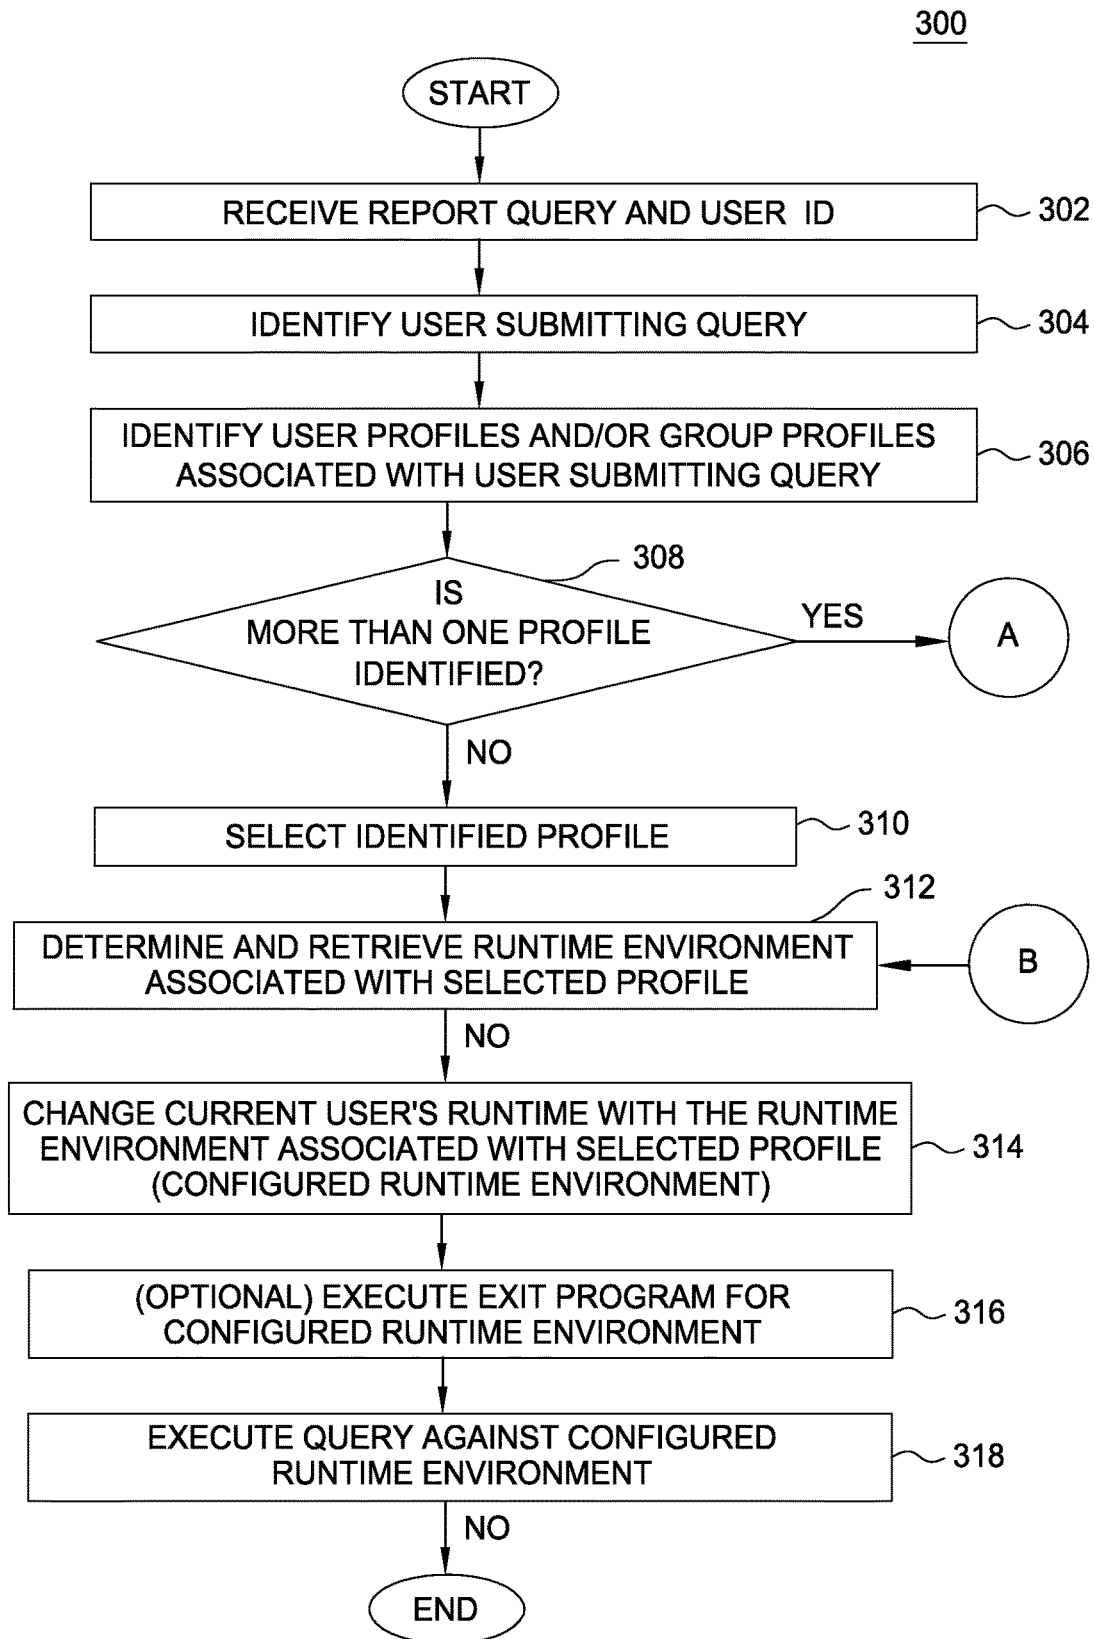 300
START
RECEIVE REPORT QUERY AND USER ID
302
IDENTIFY USER SUBMITTING QUERY
304
IDENTIFY USER PROFILES AND/OR GROUP PROFILES
ASSOCIATED WITH USER SUBMITTING QUERY
306
308
IS
MORE THAN ONE PROFILE
IDENTIFIED?
YES
A
NO
SELECT IDENTIFIED PROFILE
310
312
DETERMINE AND RETRIEVE RUNTIME ENVIRONMENT
ASSOCIATED WITH SELECTED PROFILE
B
NO
CHANGE CURRENT USER'S RUNTIME WITH THE RUNTIME
ENVIRONMENT ASSOCIATED WITH SELECTED PROFILE
(CONFIGURED RUNTIME ENVIRONMENT)
314
(OPTIONAL) EXECUTE EXIT PROGRAM FOR
CONFIGURED RUNTIME ENVIRONMENT
316
EXECUTE QUERY AGAINST CONFIGURED
RUNTIME ENVIRONMENT
318
NO
END